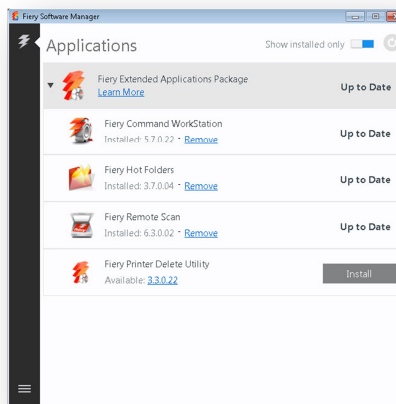 Fiery Software Manager
Applications
Show installed only
Fiery Extended Applications Package
Learn More
Up to Date
Fiery Command WorkStation
Installed: 5.7.0.22 - Remove
Up to Date
Fiery Hot Folders
Installed: 3.7.0.04 - Remove
Up to Date
Fiery Remote Scan
Installed: 6.3.0.02 - Remove
Up to Date
Fiery Printer Delete Utility
Available: 3.3.0.22
Install